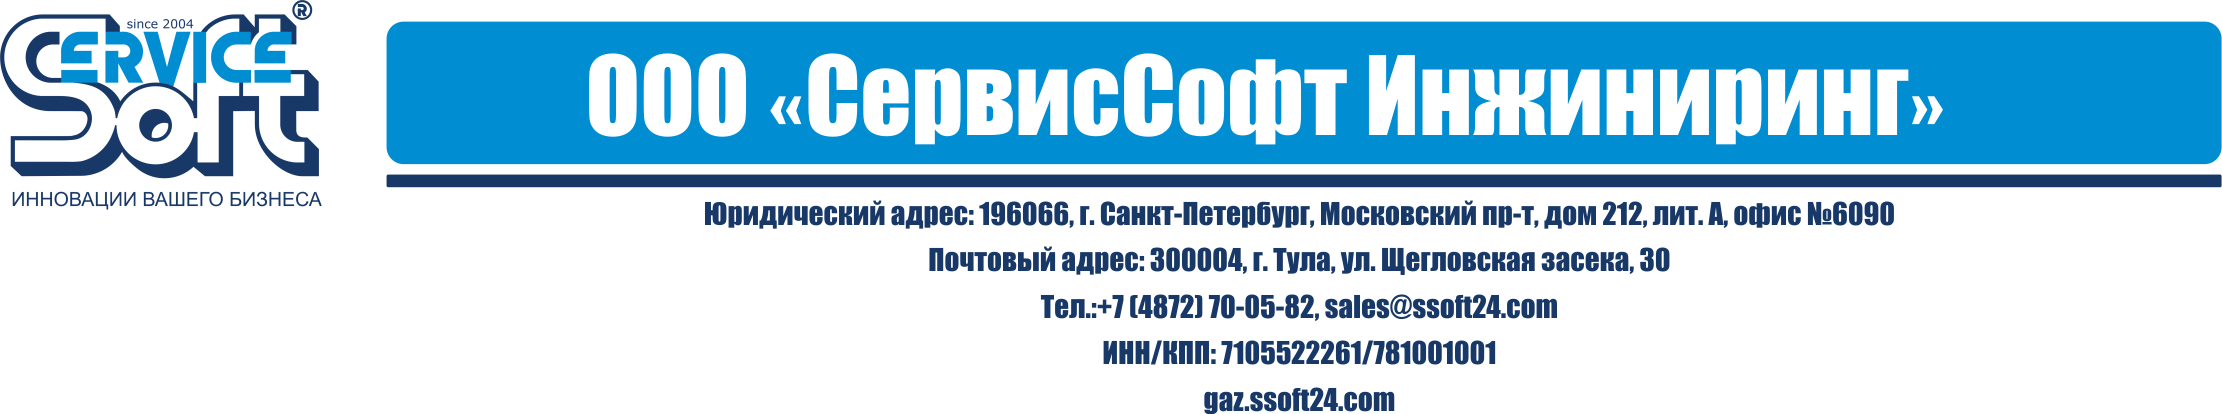 since 2004
®
CERVICE
Soft
ИННОВАЦИИ ВАШЕГО БИЗНЕСА
ООО «СервисСофт Инжиниринг»
Юридический адрес: 196066, г. Санкт-Петербург, Московский пр-т, дом 212, лит. А, офис №6090
Почтовый адрес: 300004, г. Тула, ул. Щегловская засека, 30
Тел.:+7 (4872) 70-05-82, sales@ssoft24.com
ИНН/КПП: 7105522261/781001001
gaz.ssoft24.com